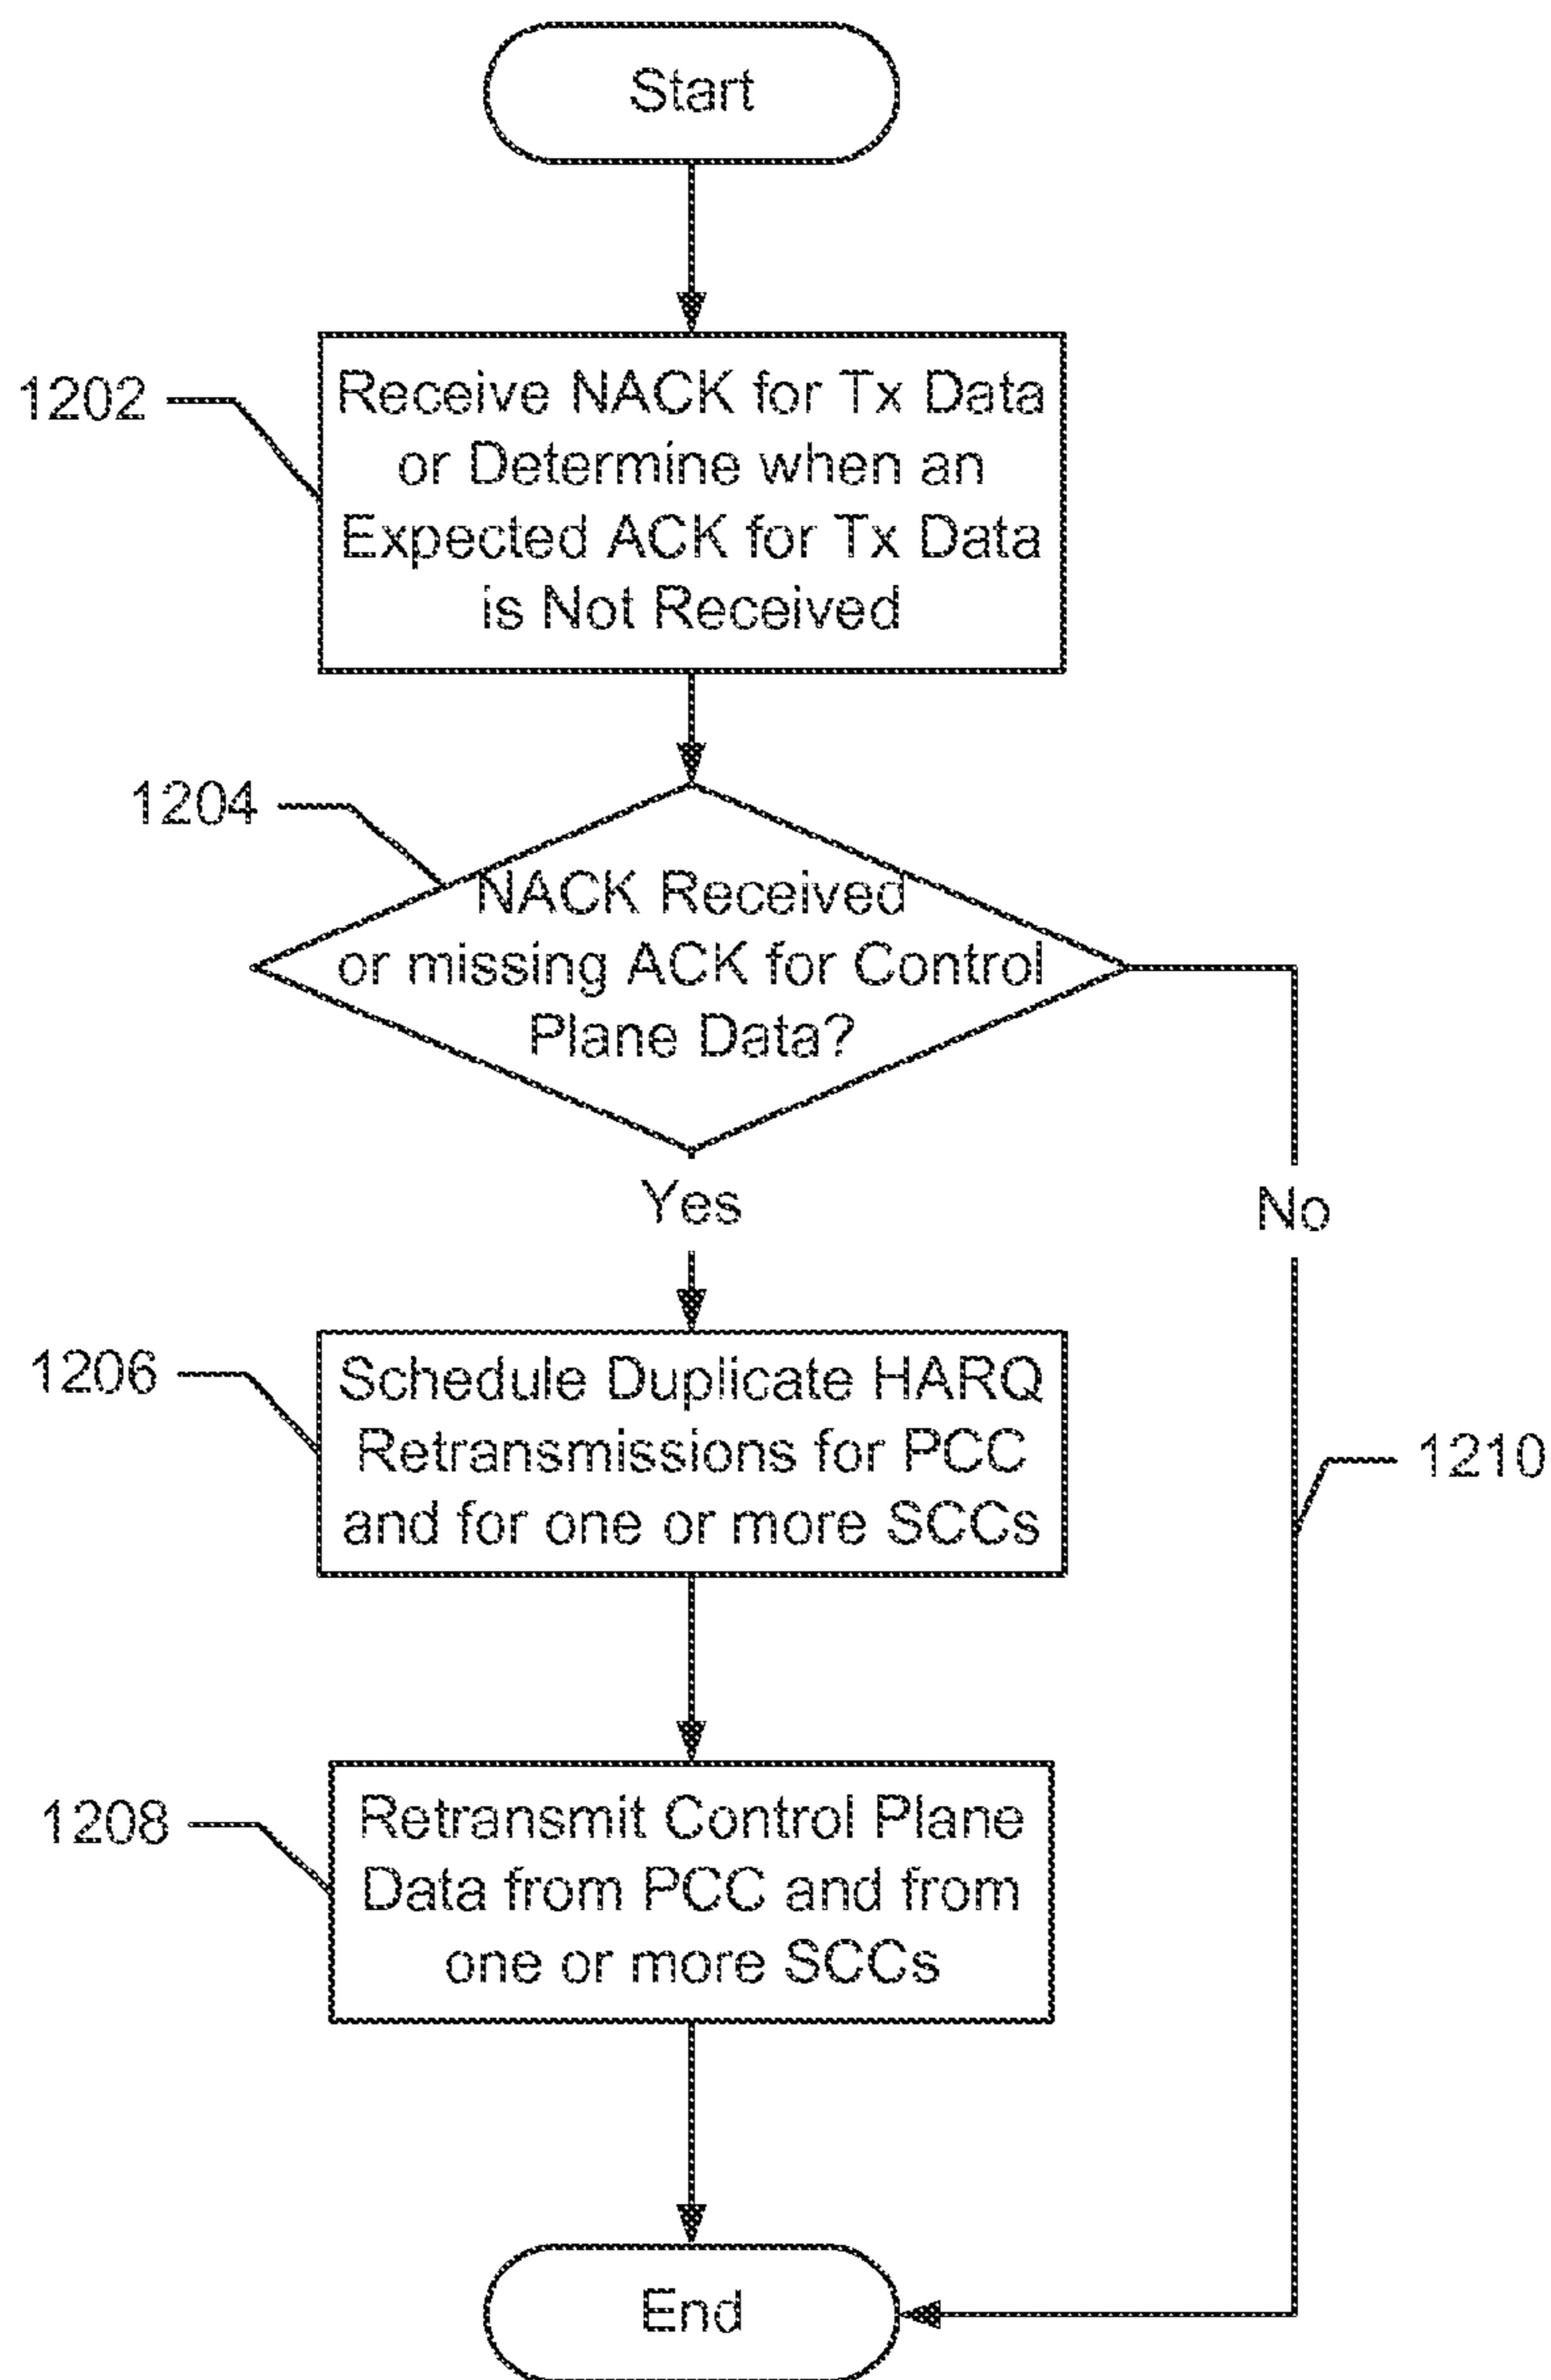 Start
1202
Receive NACK for Tx Data
or Determine when an
Expected ACK for Tx Data
is Not Received
1204
NACK Received
or missing ACK for Control
Plane Data?
Yes
No
1206
Schedule Duplicate HARQ
Retransmissions for PCC
and for one or more SCCs
1210
1208
Retransmit Control Plane
Data from PCC and from
one or more SCCs
End